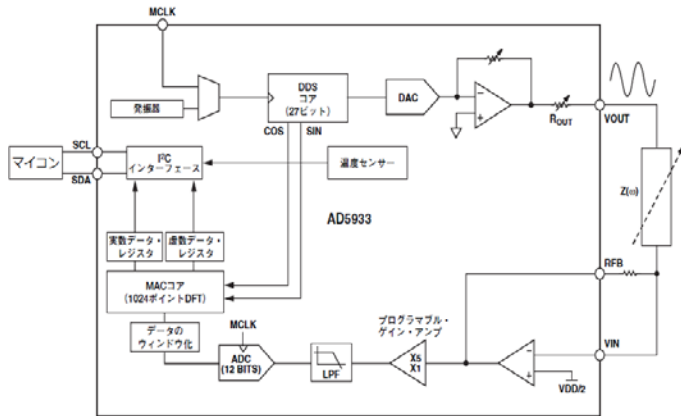 MCLK
発振器
DDS
コア
(27ビット)
COS
SIN
DAC
ROUT
VOUT
マイコン
SCL
SDA
I²C
インターフェース
温度センサー
Z(ω)
AD5933
実数データ・
レジスタ
虚数データ・
レジスタ
RFB
MACコア
(1024ポイントDFT)
データの
ウィンドウ化
MCLK
ADC
(12 BITS)
LPF
プログラマブル・
ゲイン・アンプ
X5
X1
VIN
VDD/2